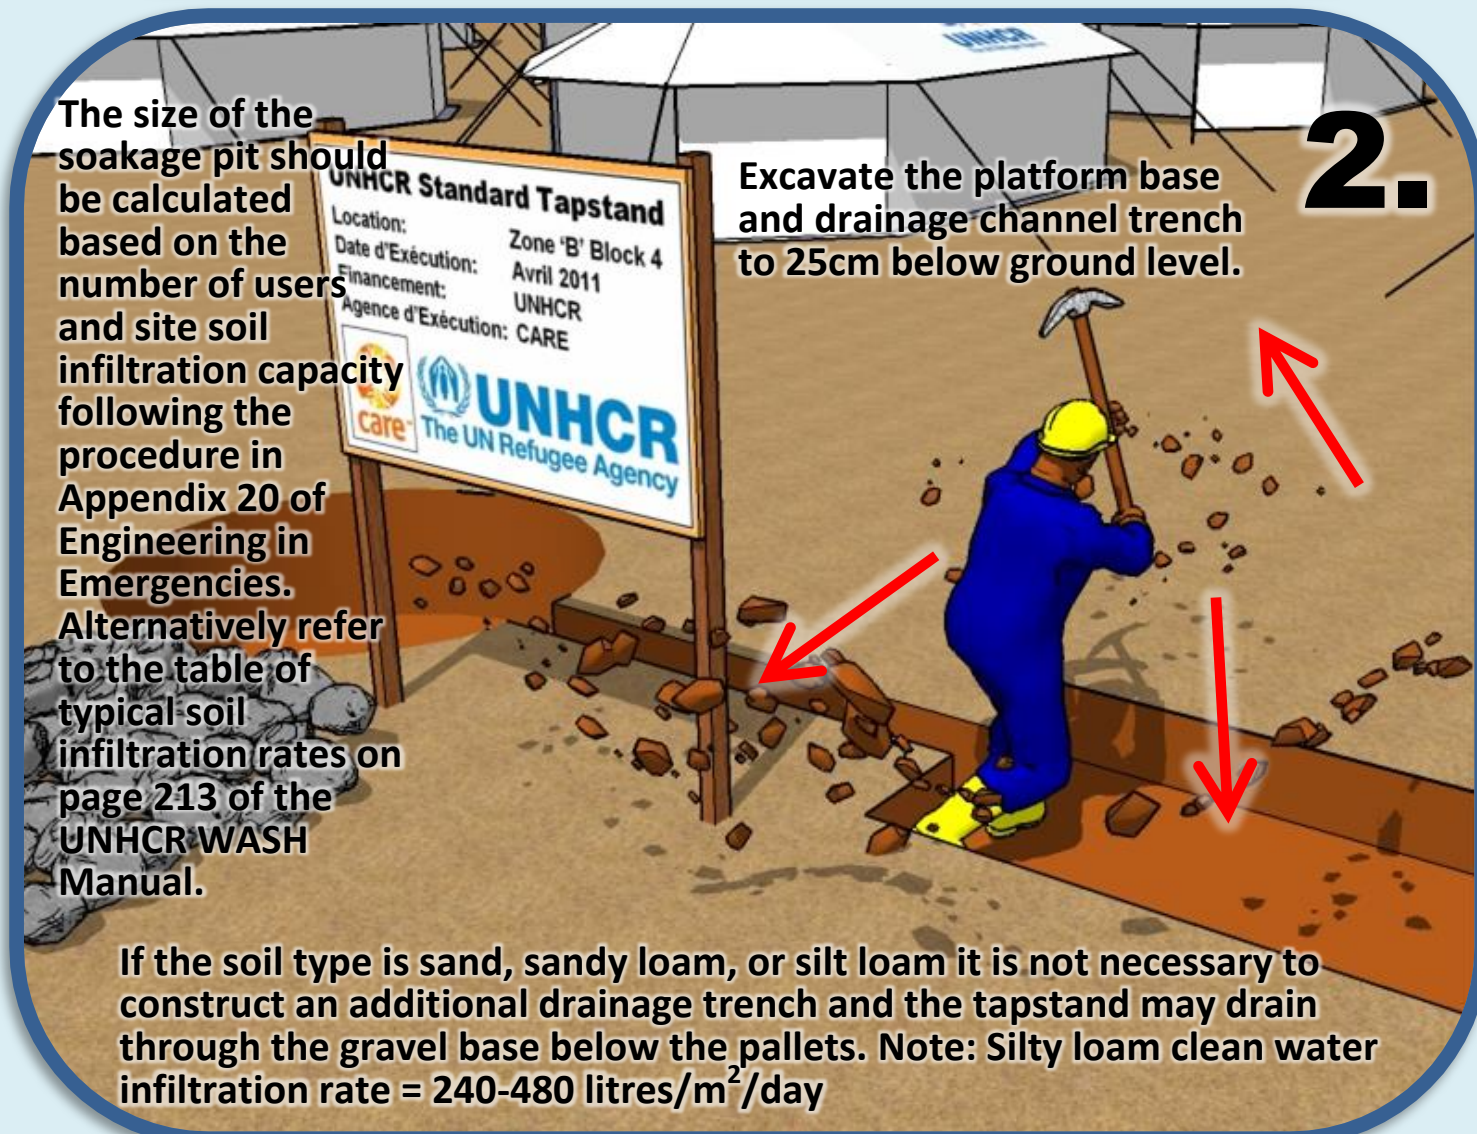 UNHCR
The size of the
soakage pit should
be calculated
based on the
number of users
and site soil
infiltration capacity
following the
procedure in
Appendix 20 of
Engineering in
Emergencies.
Alternatively refer
to the table of
typical soil
infiltration rates on
page 213 of the
UNHCR WASH
Manual.
UNHCR Standard Tapstand
Location: Zone ‘B’ Block 4
Date d'Exècution: Avril 2011
Financement: UNHCR
Agence d'Exècution: CARE
care
UNHCR
The UN Refugee Agency
Excavate the platform base
and drainage channel trench
to 25cm below ground level.
2.
If the soil type is sand, sandy loam, or silt loam it is not necessary to
construct an additional drainage trench and the tapstand may drain
through the gravel base below the pallets. Note: Silty loam clean water
infiltration rate = 240-480 litres/m²/day